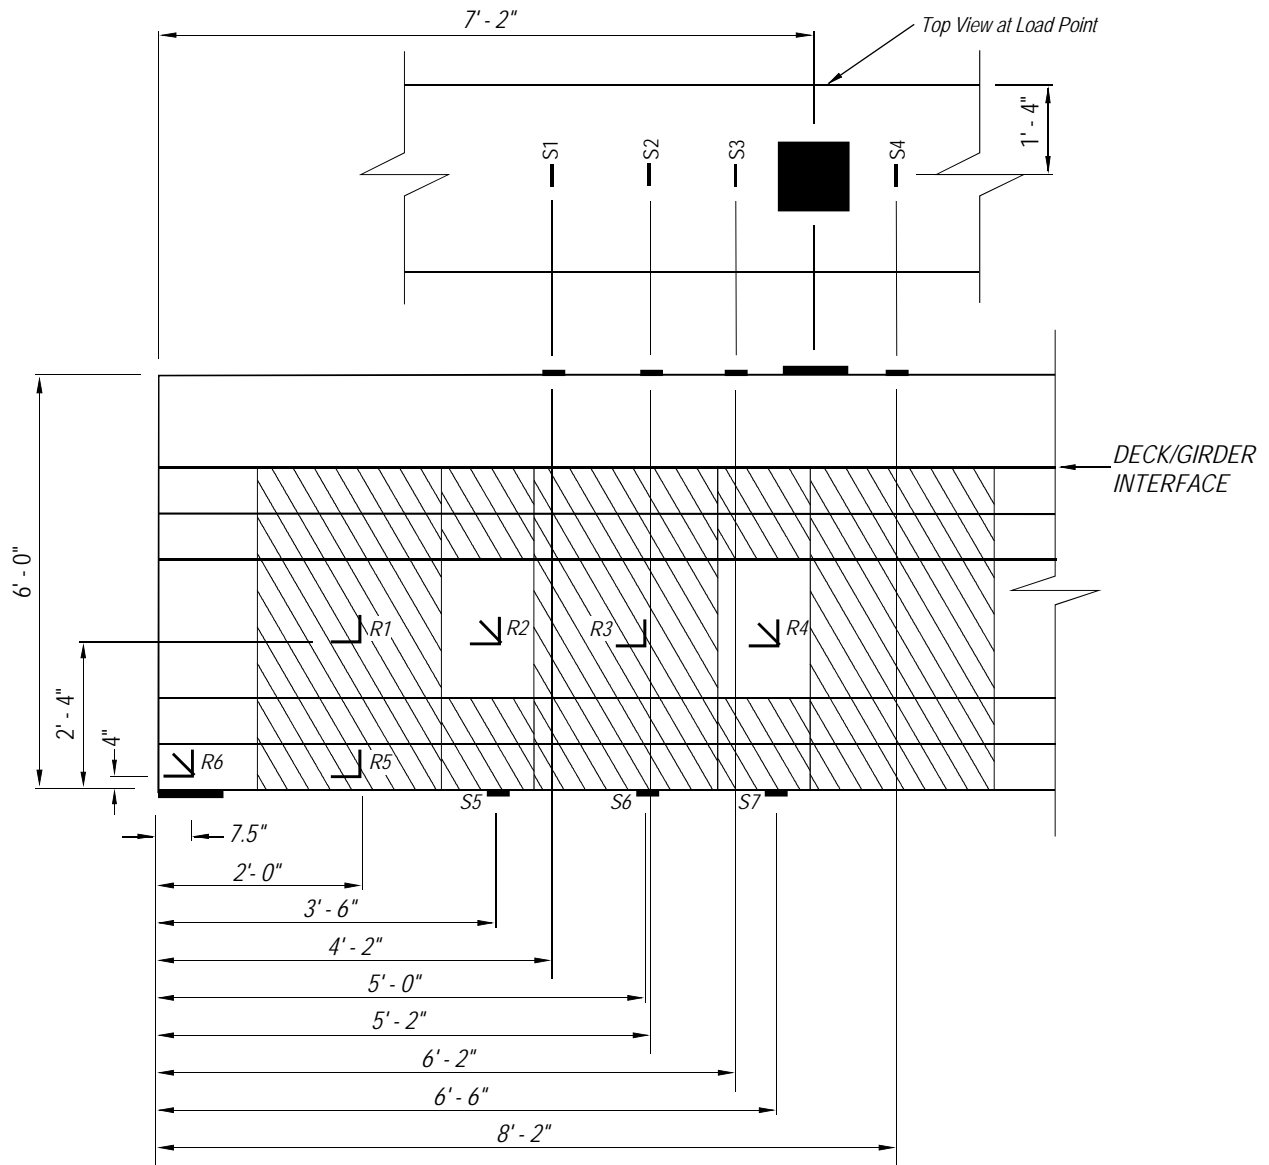 7' - 2"
Top View at Load Point
1' - 4"
S1
S2
S3
S4
DECK/GIRDER
INTERFACE
6' - 0"
R1
R2
R3
R4
2' - 4"
4"
R6
R5
S5
S6
S7
7.5"
2'- 0"
3' - 6"
4' - 2"
5' - 0"
5' - 2"
6' - 2"
6' - 6"
8' - 2"